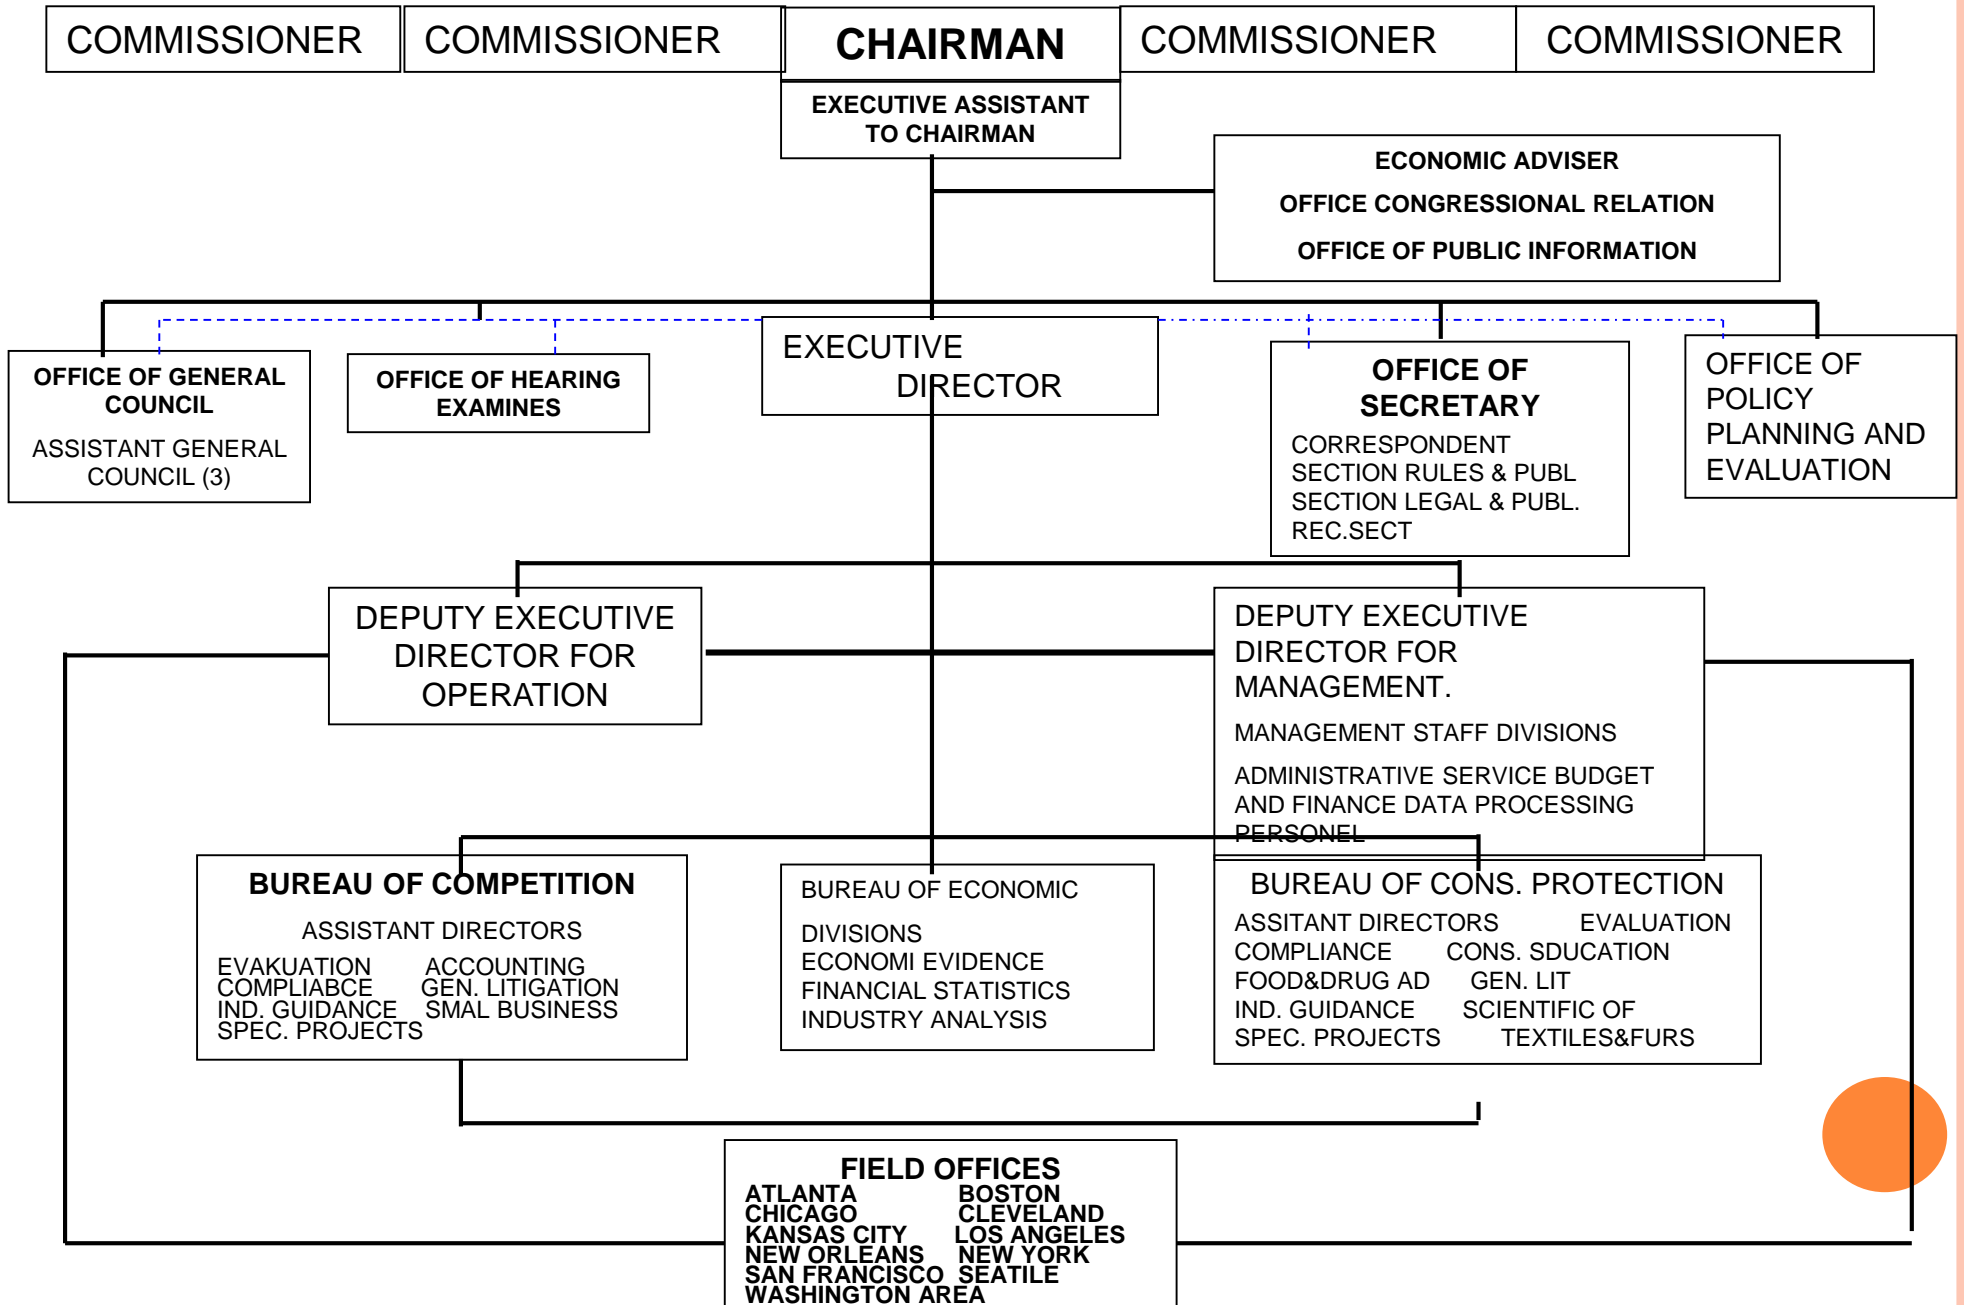 COMMISSIONER
COMMISSIONER
CHAIRMAN
COMMISSIONER
COMMISSIONER
EXECUTIVE ASSISTANT
TO CHAIRMAN
ECONOMIC ADVISER
OFFICE CONGRESSIONAL RELATION
OFFICE OF PUBLIC INFORMATION
OFFICE OF GENERAL
COUNCIL
ASSISTANT GENERAL
COUNCIL (3)
OFFICE OF HEARING
EXAMINES
EXECUTIVE
DIRECTOR
OFFICE OF
SECRETARY
CORRESPONDENT
SECTION RULES & PUBL
SECTION LEGAL & PUBL.
REC.SECT
OFFICE OF
POLICY
PLANNING AND
EVALUATION
DEPUTY EXECUTIVE
DIRECTOR FOR
OPERATION
DEPUTY EXECUTIVE
DIRECTOR FOR
MANAGEMENT.
MANAGEMENT STAFF DIVISIONS
ADMINISTRATIVE SERVICE BUDGET
AND FINANCE DATA PROCESSING
PERSONEL
BUREAU OF COMPETITION
ASSISTANT DIRECTORS
EVAKUATION ACCOUNTING
COMPLIABCE GEN. LITIGATION
IND. GUIDANCE SMAL BUSINESS
SPEC. PROJECTS
BUREAU OF ECONOMIC
DIVISIONS
ECONOMI EVIDENCE
FINANCIAL STATISTICS
INDUSTRY ANALYSIS
BUREAU OF CONS. PROTECTION
ASSITANT DIRECTORS EVALUATION
COMPLIANCE CONS. SDUCATION
FOOD&DRUG AD GEN. LIT
IND. GUIDANCE SCIENTIFIC OF
SPEC. PROJECTS TEXTILES&FURS
FIELD OFFICES
ATLANTA BOSTON
CHICAGO CLEVELAND
KANSAS CITY LOS ANGELES
NEW ORLEANS NEW YORK
SAN FRANCISCO SEATILE
WASHINGTON AREA